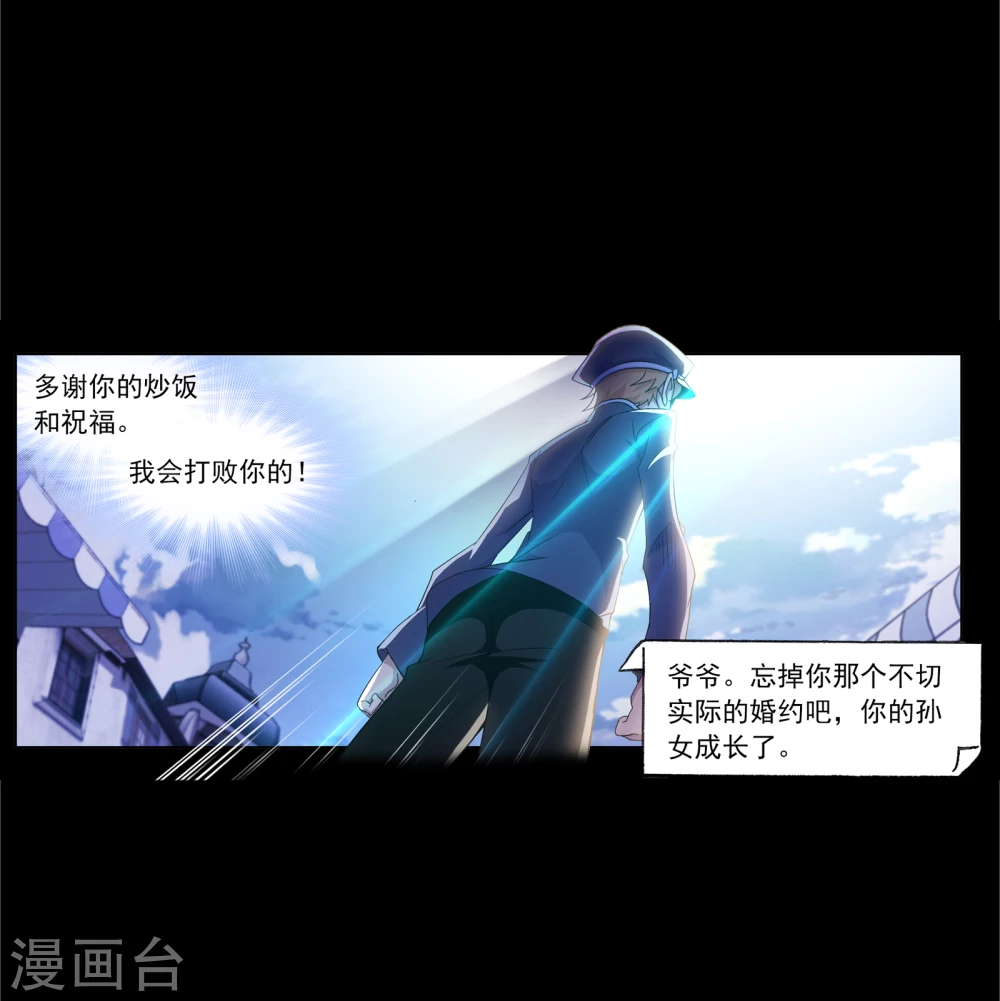 多谢你的炒饭
和祝福。
我会打败你的！
爷爷。忘掉你那个不切
实际的婚约吧，你的孙
女成长了。
漫画台